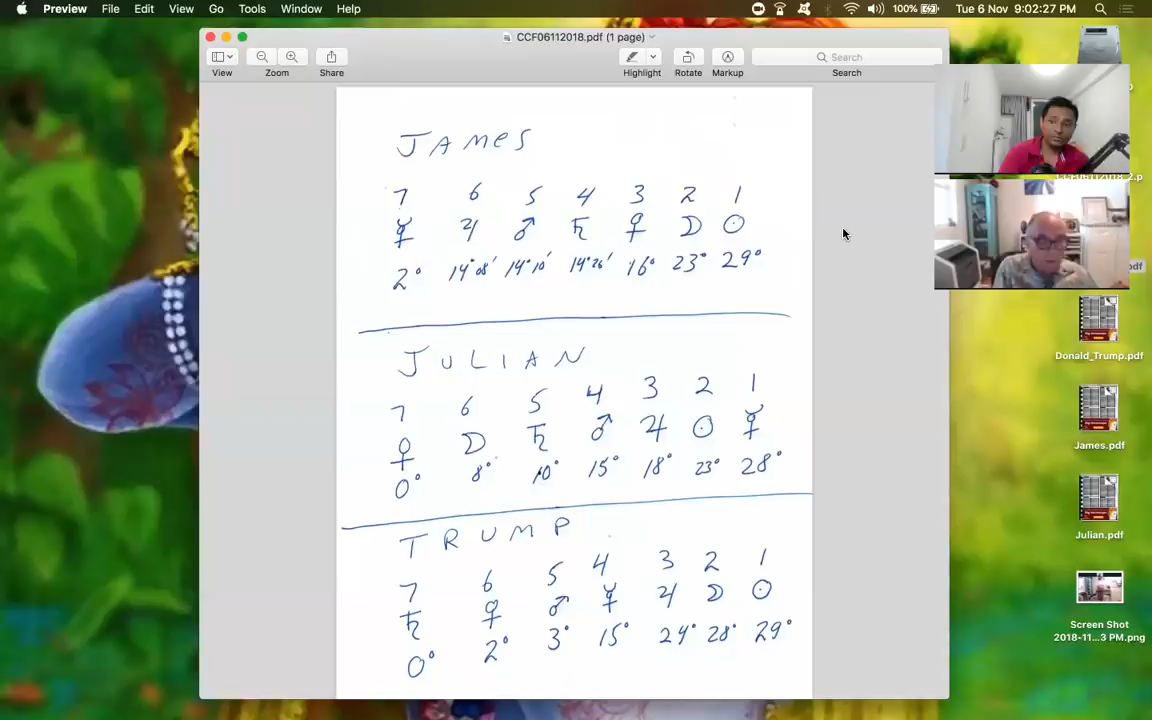 Preview File Edit View Go Tools Window Help 100% Tue 6 Nov 9:02:27 PM
CCF06112018.pdf (1 page)
Search
View Zoom Share Highlight Rotate Markup Search
JAMES
7 6 5 4 3 2 1
☿ ♃ ♂ ♄ ♀ ☽ ☉
2° 14°08' 14°10' 14°26' 16° 23° 29°
JULIAN
7 6 5 4 3 2 1
♀ ☽ ♄ ♂ ♃ ☉ ☿
0° 8° 10° 15° 18° 23° 28°
TRUMP
7 6 5 4 3 2 1
♄ ♀ ♂ ☿ ♃ ☽ ☉
0° 2° 3° 15° 24° 28° 29°
Donald_Trump.pdf
James.pdf
Julian.pdf
Screen Shot
2018-11...3 PM.png